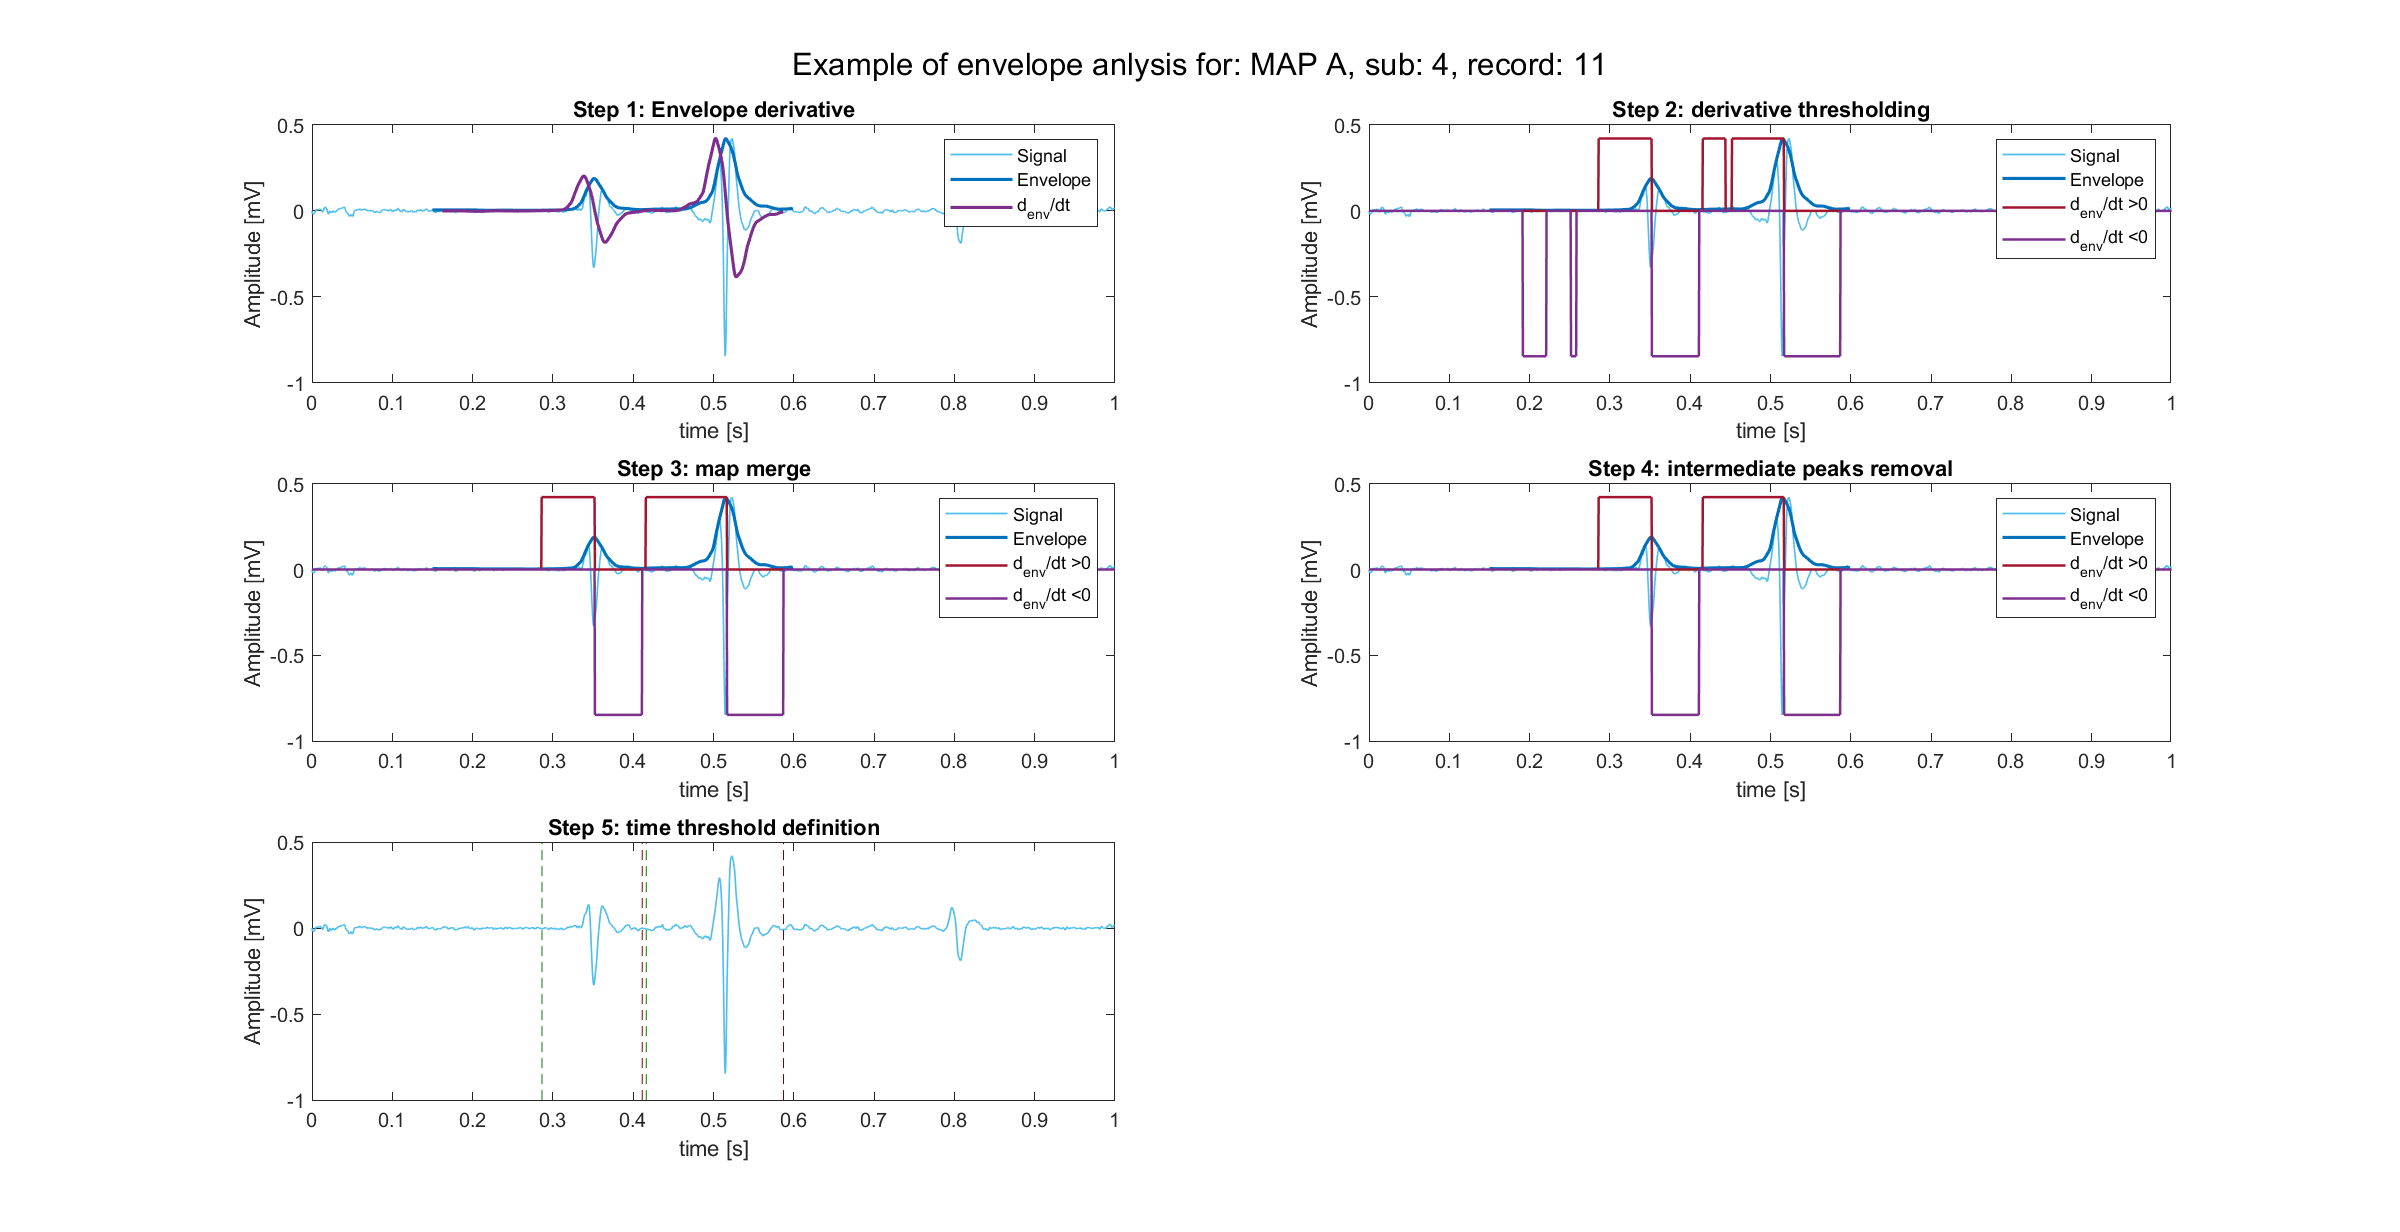 Example of envelope anlysis for: MAP A, sub: 4, record: 11
Step 1: Envelope derivative
0.5
0
-0.5
-1
Amplitude [mV]
0 0.1 0.2 0.3 0.4 0.5 0.6 0.7 0.8 0.9 1
time [s]
Signal
Envelope
d_env/dt
Step 2: derivative thresholding
0.5
0
-0.5
-1
Amplitude [mV]
0 0.1 0.2 0.3 0.4 0.5 0.6 0.7 0.8 0.9 1
time [s]
Signal
Envelope
d_env/dt >0
d_env/dt <0
Step 3: map merge
0.5
0
-0.5
-1
Amplitude [mV]
0 0.1 0.2 0.3 0.4 0.5 0.6 0.7 0.8 0.9 1
time [s]
Signal
Envelope
d_env/dt >0
d_env/dt <0
Step 4: intermediate peaks removal
0.5
0
-0.5
-1
Amplitude [mV]
0 0.1 0.2 0.3 0.4 0.5 0.6 0.7 0.8 0.9 1
time [s]
Signal
Envelope
d_env/dt >0
d_env/dt <0
Step 5: time threshold definition
0.5
0
-0.5
-1
Amplitude [mV]
0 0.1 0.2 0.3 0.4 0.5 0.6 0.7 0.8 0.9 1
time [s]